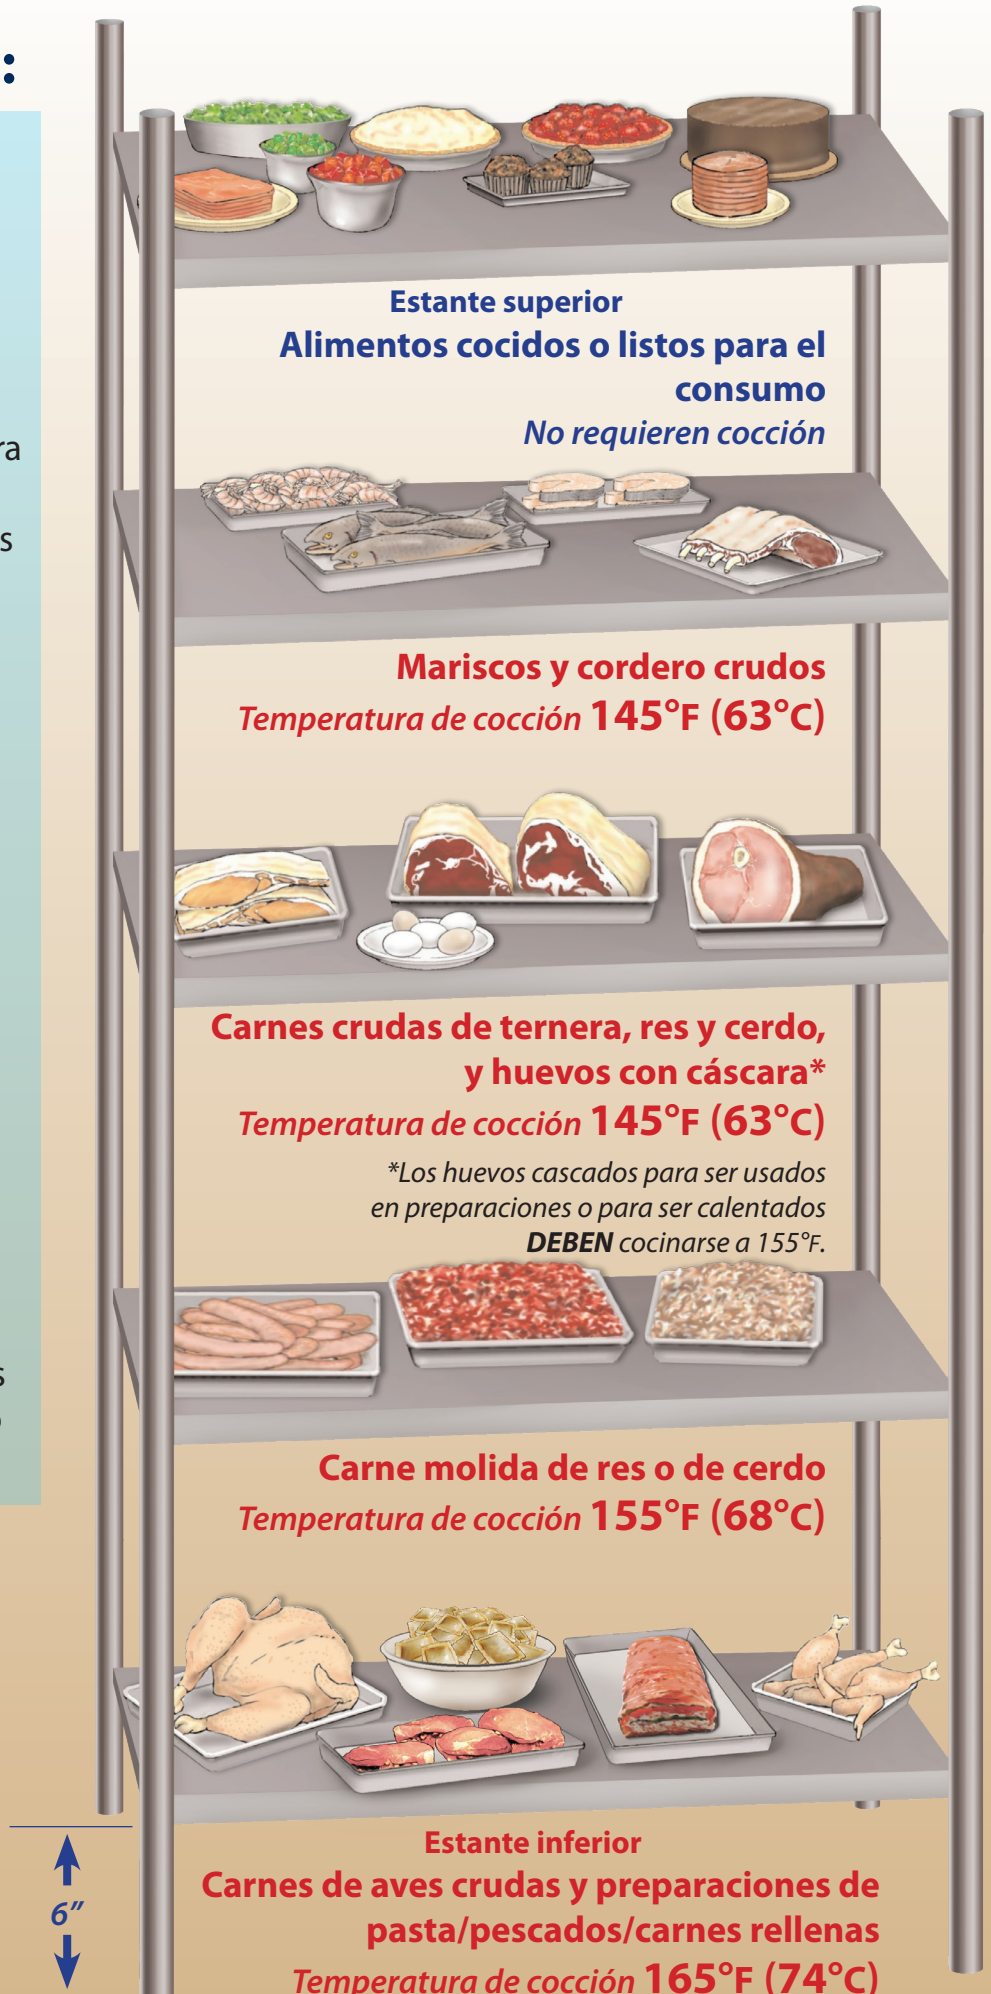 :
ra
s
s
o
Estante superior
Alimentos cocidos o listos para el
consumo
No requieren cocción
Mariscos y cordero crudos
Temperatura de cocción 145°F (63°C)
Carnes crudas de ternera, res y cerdo,
y huevos con cáscara*
Temperatura de cocción 145°F (63°C)
*Los huevos cascados para ser usados
en preparaciones o para ser calentados
DEBEN cocinarse a 155°F.
Carne molida de res o de cerdo
Temperatura de cocción 155°F (68°C)
6”
Estante inferior
Carnes de aves crudas y preparaciones de
pasta/pescados/carnes rellenas
Temperatura de cocción 165°F (74°C)